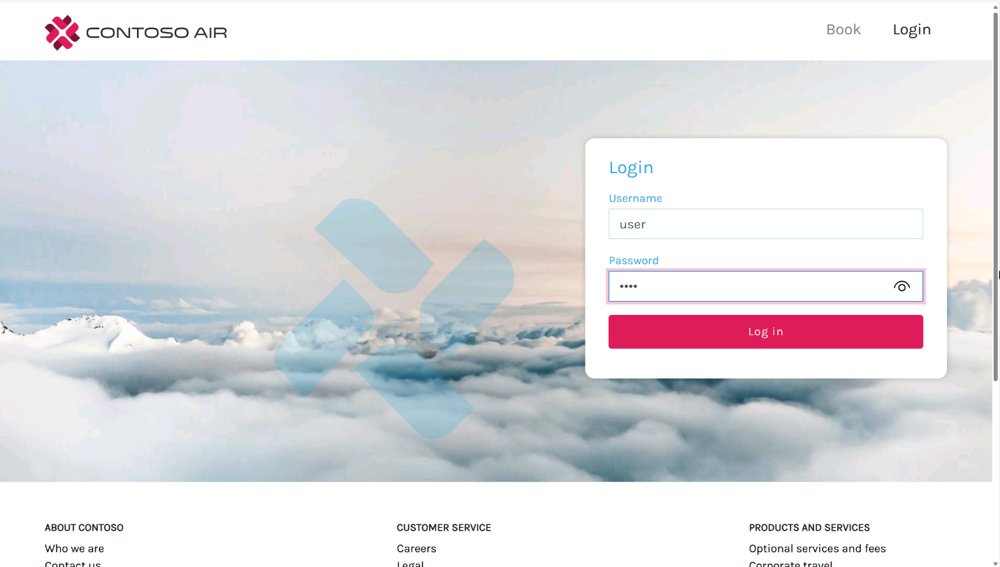 CONTOSO AIR
Book
Login
Login
Username
user
Password
••••
Log in
ABOUT CONTOSO
Who we are
Contact us
CUSTOMER SERVICE
Careers
Legal
PRODUCTS AND SERVICES
Optional services and fees
Corporate travel